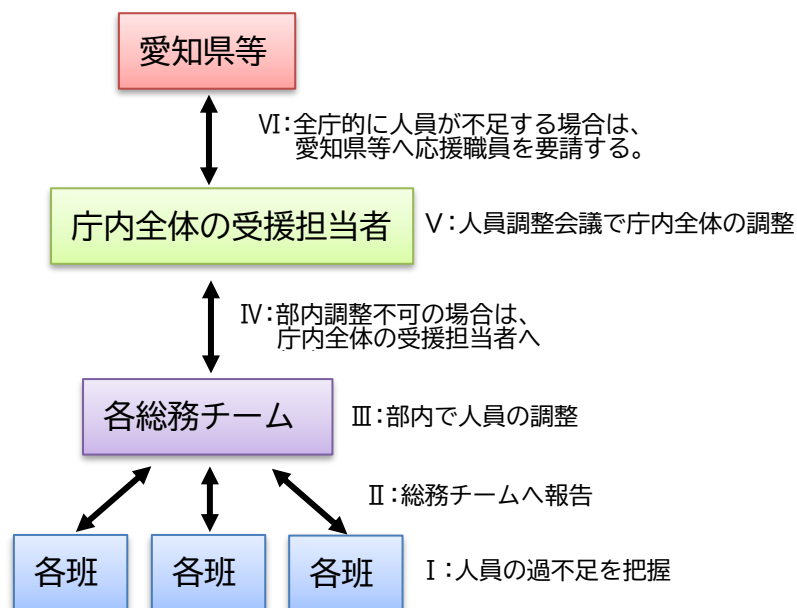 愛知県等
Ⅵ:全庁的に人員が不足する場合は、
愛知県等へ応援職員を要請する。
庁内全体の受援担当者
Ⅴ:人員調整会議で庁内全体の調整
Ⅳ:部内調整不可の場合は、
庁内全体の受援担当者へ
各総務チーム
Ⅲ:部内で人員の調整
Ⅱ:総務チームへ報告
各班
各班
各班
Ⅰ:人員の過不足を把握